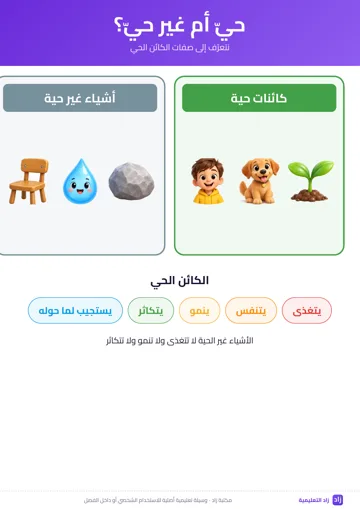 حيّ أم غير حيّ؟
نتعرّف إلى صفات الكائن الحي
كائنات حية
أشياء غير حية
الكائن الحي
يتغذى
يتنفس
ينمو
يتكاثر
يستجيب لما حوله
الأشياء غير الحية لا تتغذى ولا تنمو ولا تتكاثر
زاد زاد التعليمية
مكتبة زاد - وسيلة تعليمية أصلية للاستخدام الشخصي أو داخل الفصل